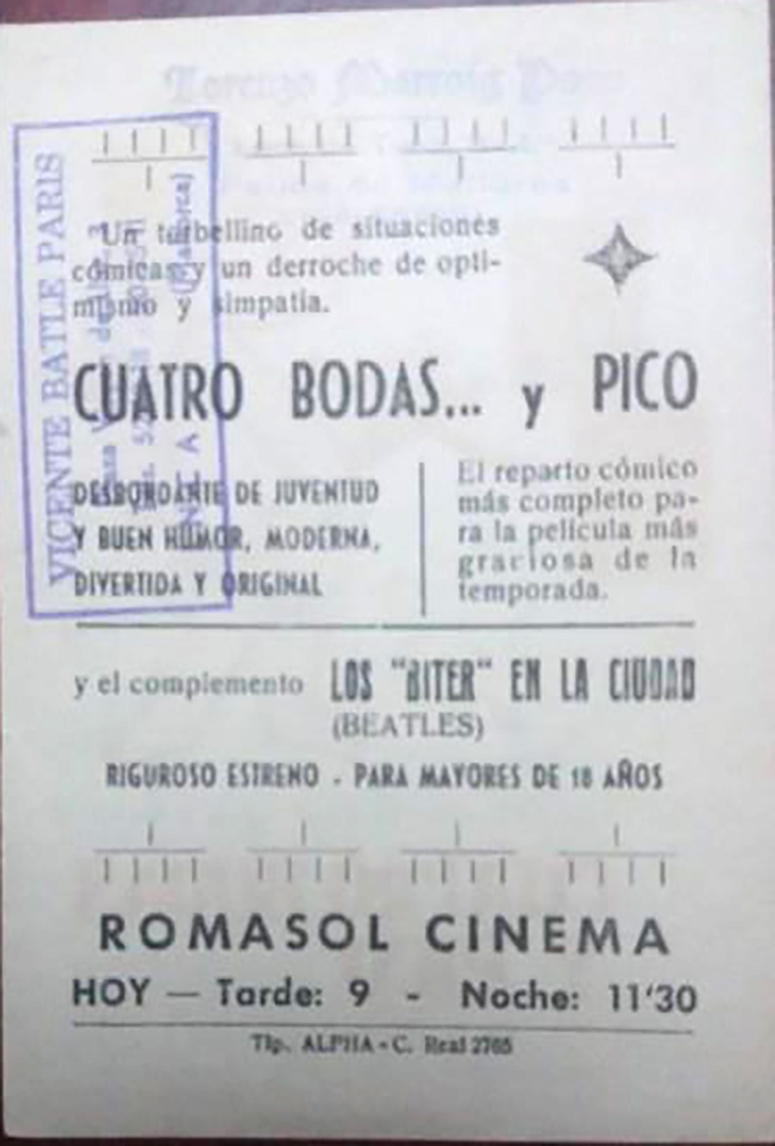 Un torbellino de situaciones
cómicas y un derroche de opti-
mismo y simpatia.
CUATRO BODAS... y PICO
DESBORDANTE DE JUVENTUD
Y BUEN HUMOR, MODERNA,
DIVERTIDA Y ORIGINAL
El reparto cómico
más completo pa-
ra la película más
graciosa de la
temporada.
y el complemento LOS "BITER" EN LA CIUDAD
(BEATLES)
RIGUROSO ESTRENO - PARA MAYORES DE 18 AÑOS
ROMASOL CINEMA
HOY — Tarde: 9 - Noche: 11'30
Tip. ALPHA - C. Real 2765
VICENTE BATLE PARIS